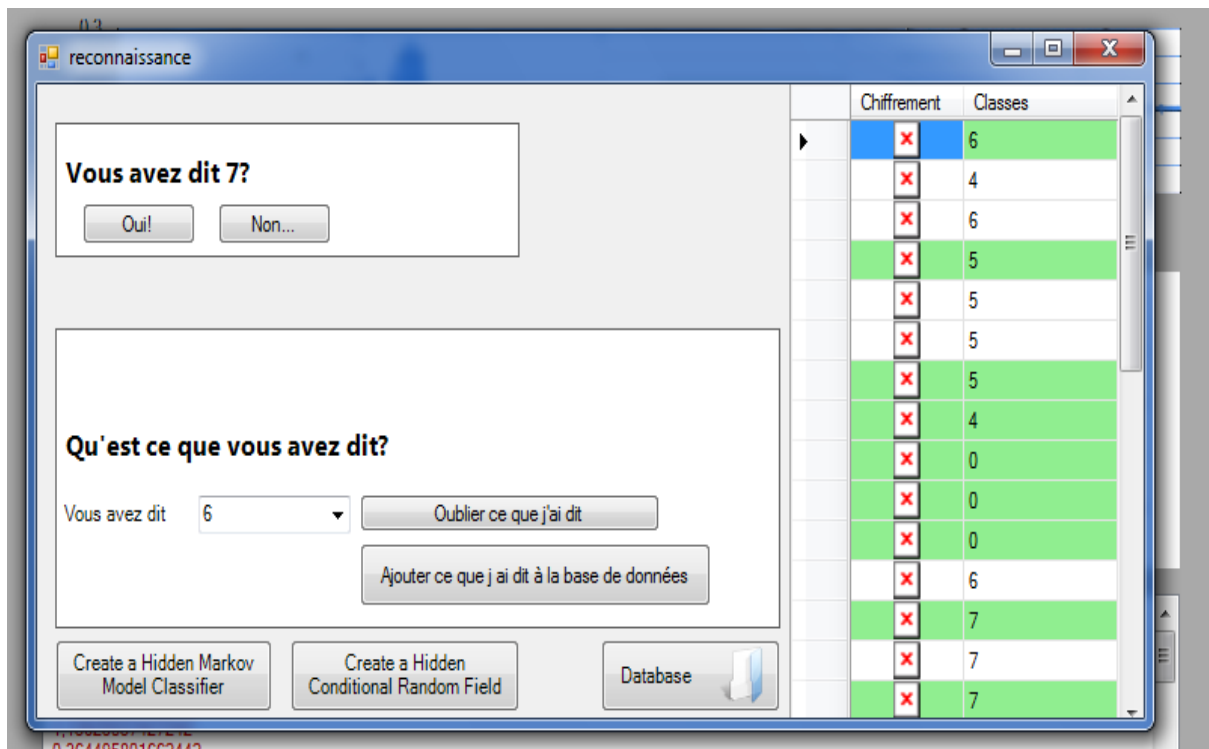 0.3
reconnaissance
Vous avez dit 7?
Oui!
Non...
Qu'est ce que vous avez dit?
Vous avez dit
6
Oublier ce que j'ai dit
Ajouter ce que j ai dit à la base de données
Create a Hidden Markov
Model Classifier
Create a Hidden
Conditional Random Field
Database
Chiffrement Classes
6
4
6
5
5
5
5
4
0
0
0
6
7
7
7